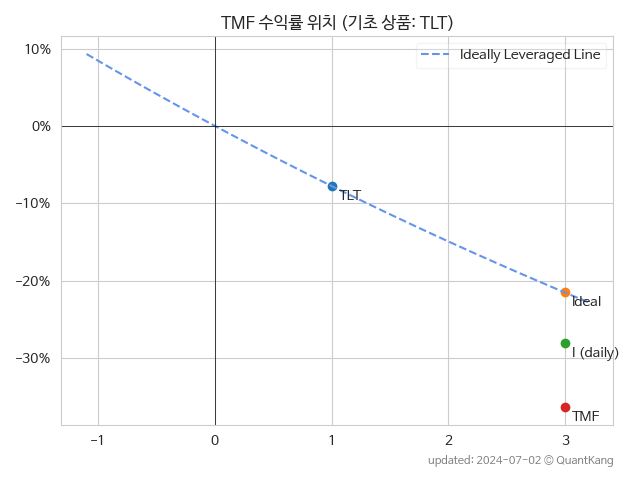 TMF 수익률 위치 (기초 상품: TLT)
Ideally Leveraged Line
10%
0%
−10%
−20%
−30%
TLT
Ideal
I (daily)
TMF
−1 0 1 2 3
updated: 2024-07-02 © QuantKang